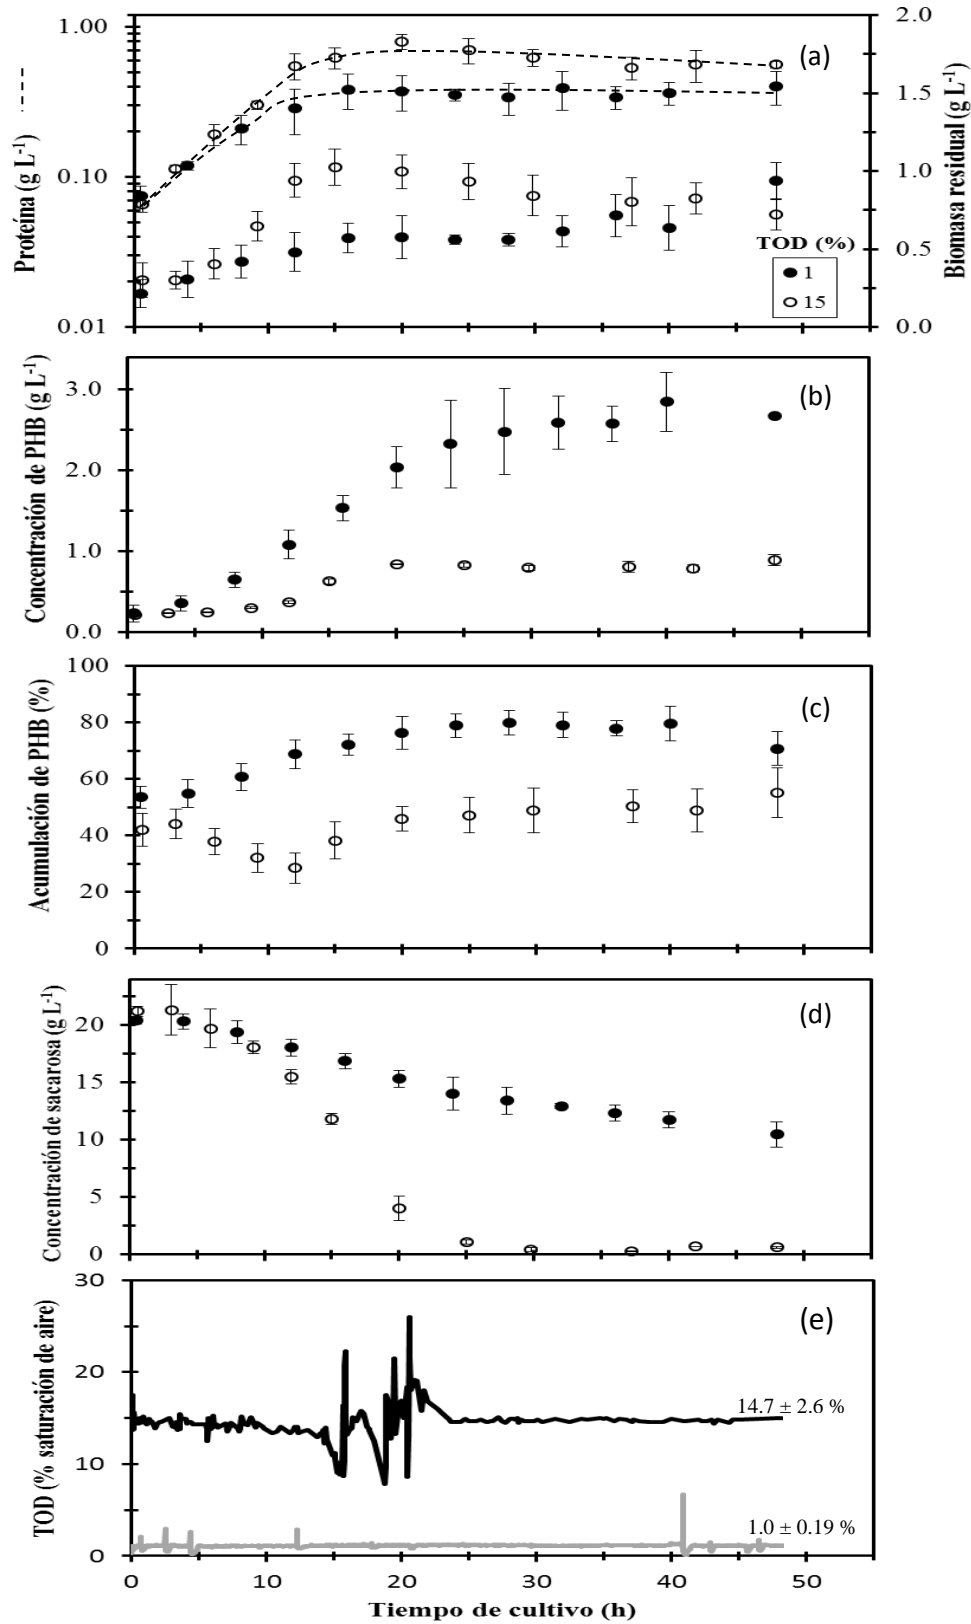 (a)
Proteína (g L-1) ----
1.00
0.10
0.01
Biomasa residual (g L-1)
2.0
1.5
1.0
0.5
0.0
TOD (%)
1
15
(b)
Concentración de PHB (g L-1)
3.0
2.0
1.0
0.0
(c)
Acumulación de PHB (%)
100
80
60
40
20
0
(d)
Concentración de sacarosa (g L-1)
20
15
10
5
0
(e)
TOD (% saturación de aire)
30
20
10
0
14.7 ± 2.6 %
1.0 ± 0.19 %
0 10 20 30 40 50
Tiempo de cultivo (h)